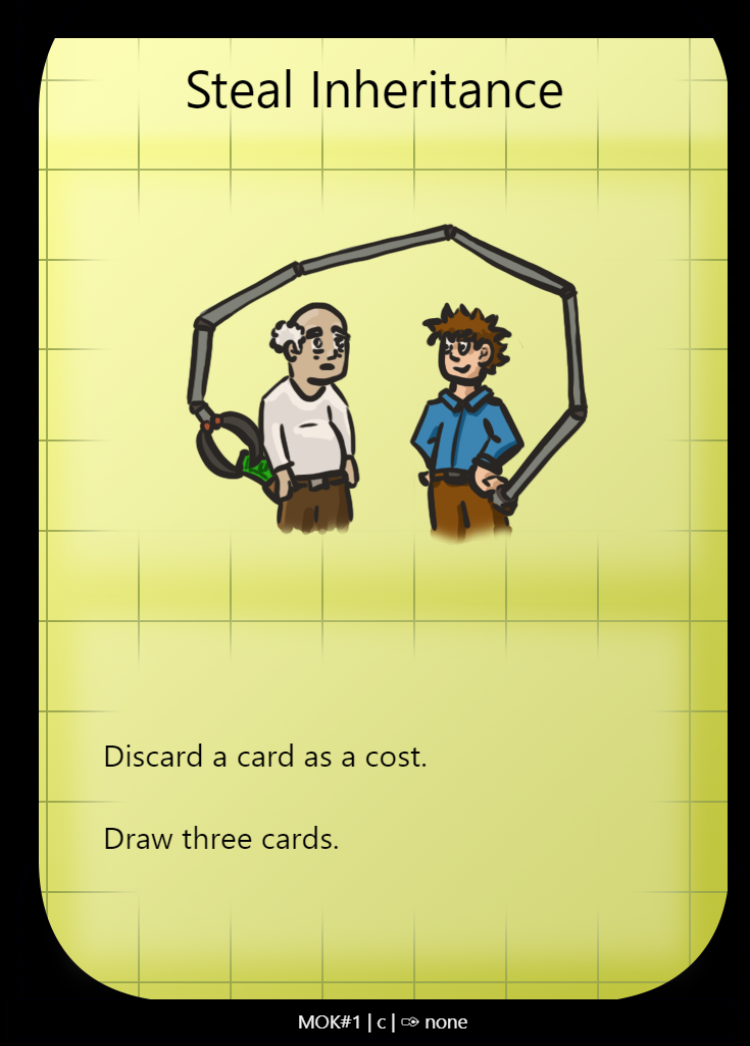 Steal Inheritance
Discard a card as a cost.
Draw three cards.
MOK#1 | c | ✑ none